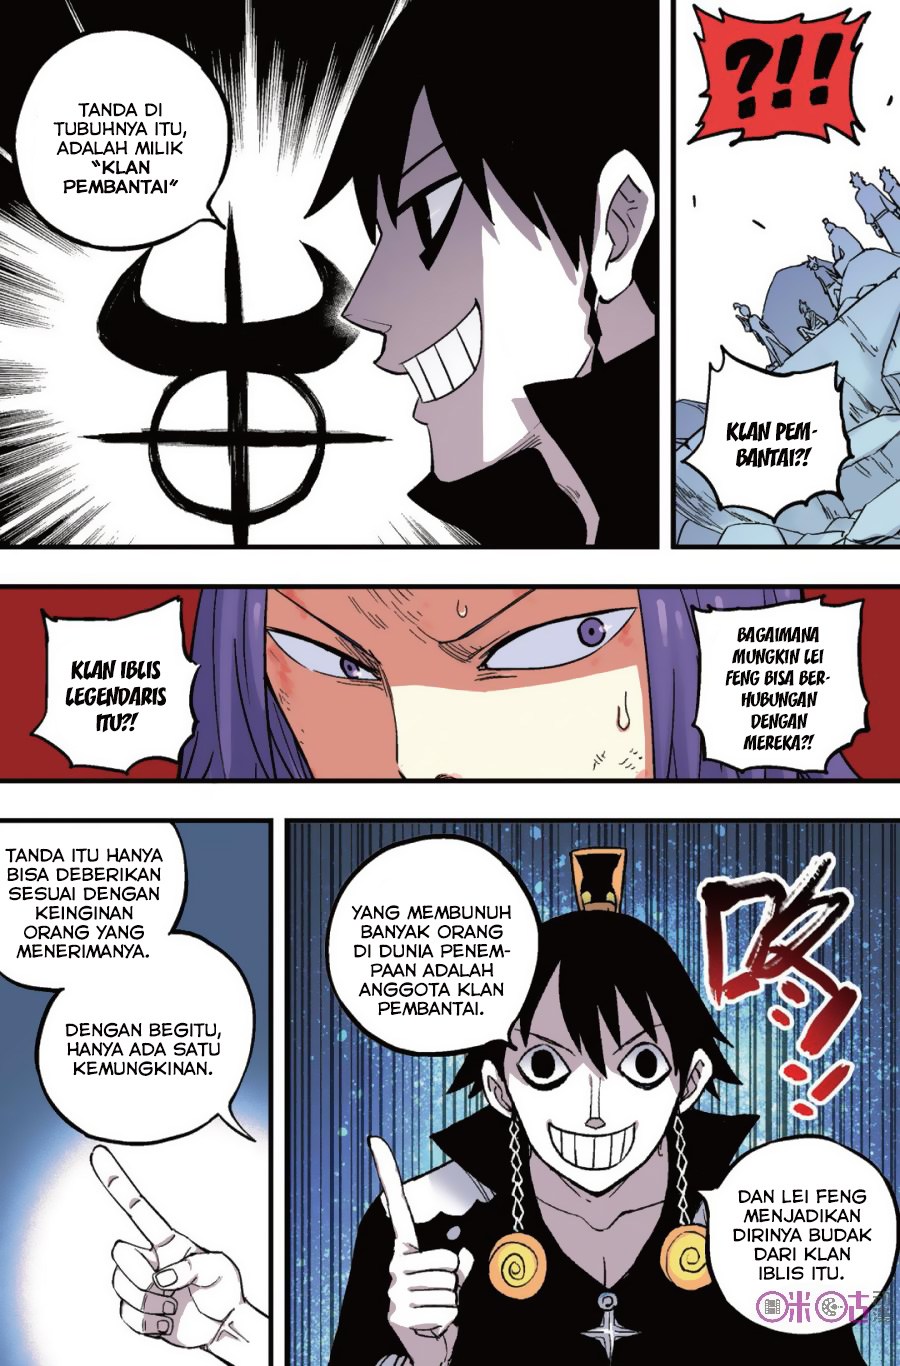 TANDA DI
TUBUHNYA ITU,
ADALAH MILIK
“KLAN
PEMBANTAI”
?!!
KLAN PEM-
BANTAI?!
KLAN IBLIS
LEGENDARIS
ITU?!
BAGAIMANA
MUNGKIN LEI
FENG BISA BER-
HUBUNGAN
DENGAN
MEREKA?!
TANDA ITU HANYA
BISA DEBERIKAN
SESUAI DENGAN
KEINGINAN
ORANG YANG
MENERIMANYA.
DENGAN BEGITU,
HANYA ADA SATU
KEMUNGKINAN.
YANG MEMBUNUH
BANYAK ORANG
DI DUNIA PENEM-
PAAN ADALAH
ANGGOTA KLAN
PEMBANTAI.
DAN LEI FENG
MENJADIKAN
DIRINYA BUDAK
DARI KLAN
IBLIS ITU.
咪咕